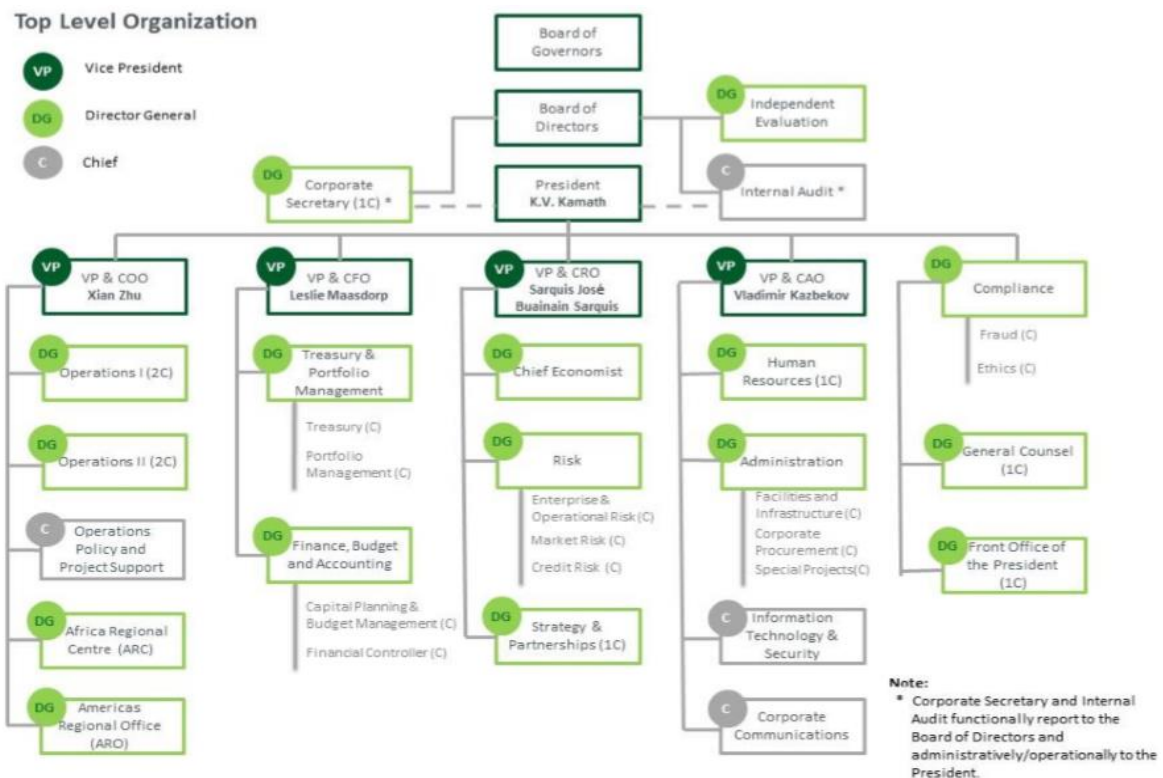 Top Level Organization
VP
Vice President
DG
Director General
C
Chief
Board of
Governors
Board of
Directors
DG
Independent
Evaluation
DG
Corporate
Secretary (1C) *
President
K.V. Kamath
C
Internal Audit *
VP
VP & COO
Xian Zhu
DG
Operations I (2C)
DG
Operations II (2C)
C
Operations
Policy and
Project Support
DG
Africa Regional
Centre (ARC)
DG
Americas
Regional Office
(ARO)
VP
VP & CFO
Leslie Maasdorp
DG
Treasury &
Portfolio
Management
Treasury (C)
Portfolio
Management (C)
DG
Finance, Budget
and Accounting
Capital Planning &
Budget Management (C)
Financial Controller (C)
VP
VP & CRO
Sarquis José
Buainain Sarquis
DG
Chief Economist
DG
Risk
Enterprise &
Operational Risk (C)
Market Risk (C)
Credit Risk (C)
DG
Strategy &
Partnerships (1C)
VP
VP & CAO
Vladimir Kazbekov
DG
Human
Resources (1C)
DG
Administration
Facilities and
Infrastructure (C)
Corporate
Procurement (C)
Special Projects(C)
C
Information
Technology &
Security
C
Corporate
Communications
DG
Compliance
Fraud (C)
Ethics (C)
DG
General Counsel
(1C)
DG
Front Office of
the President
(1C)
Note:
* Corporate Secretary and Internal
Audit functionally report to the
Board of Directors and
administratively/operationally to the
President.